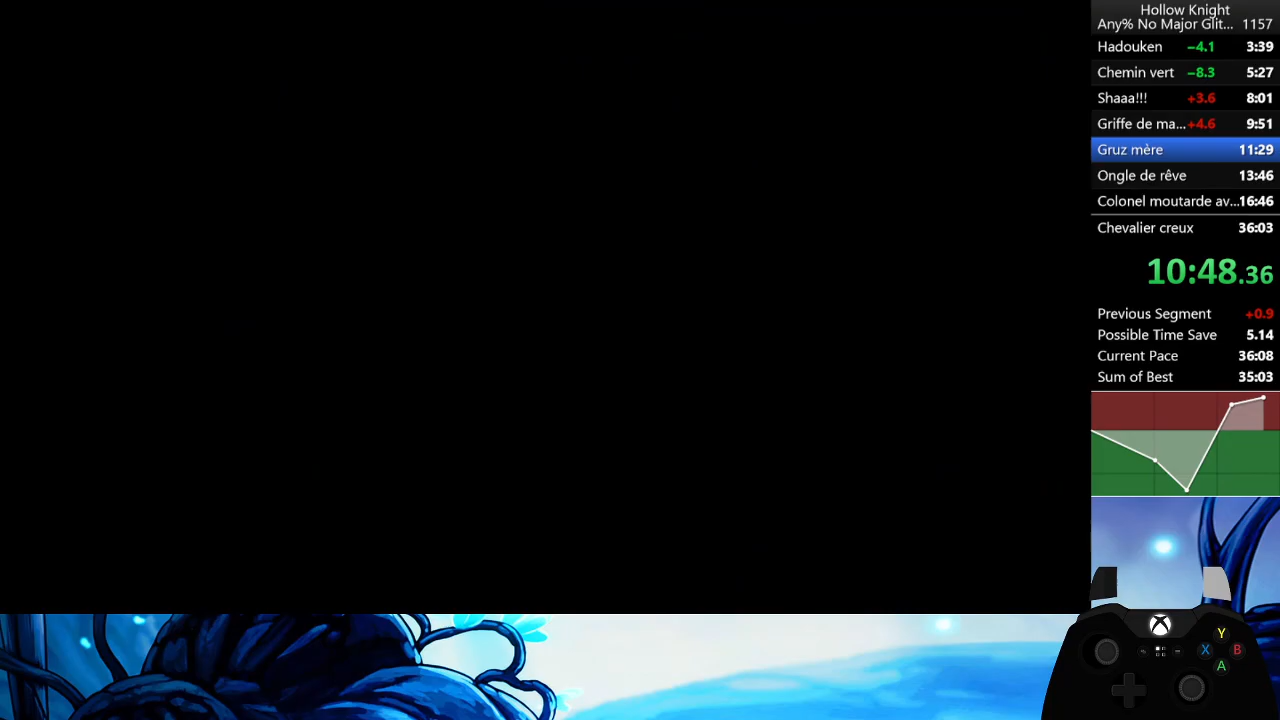 Hollow Knight
Any% No Major Glit... 1157
Hadouken −4.1 3:39
Chemin vert −8.3 5:27
Shaaa!!! +3.6 8:01
Griffe de ma... +4.6 9:51
Gruz mère 11:29
Ongle de rêve 13:46
Colonel moutarde av... 16:46
Chevalier creux 36:03
10:48.36
Previous Segment +0.9
Possible Time Save 5.14
Current Pace 36:08
Sum of Best 35:03
Y
X B
A